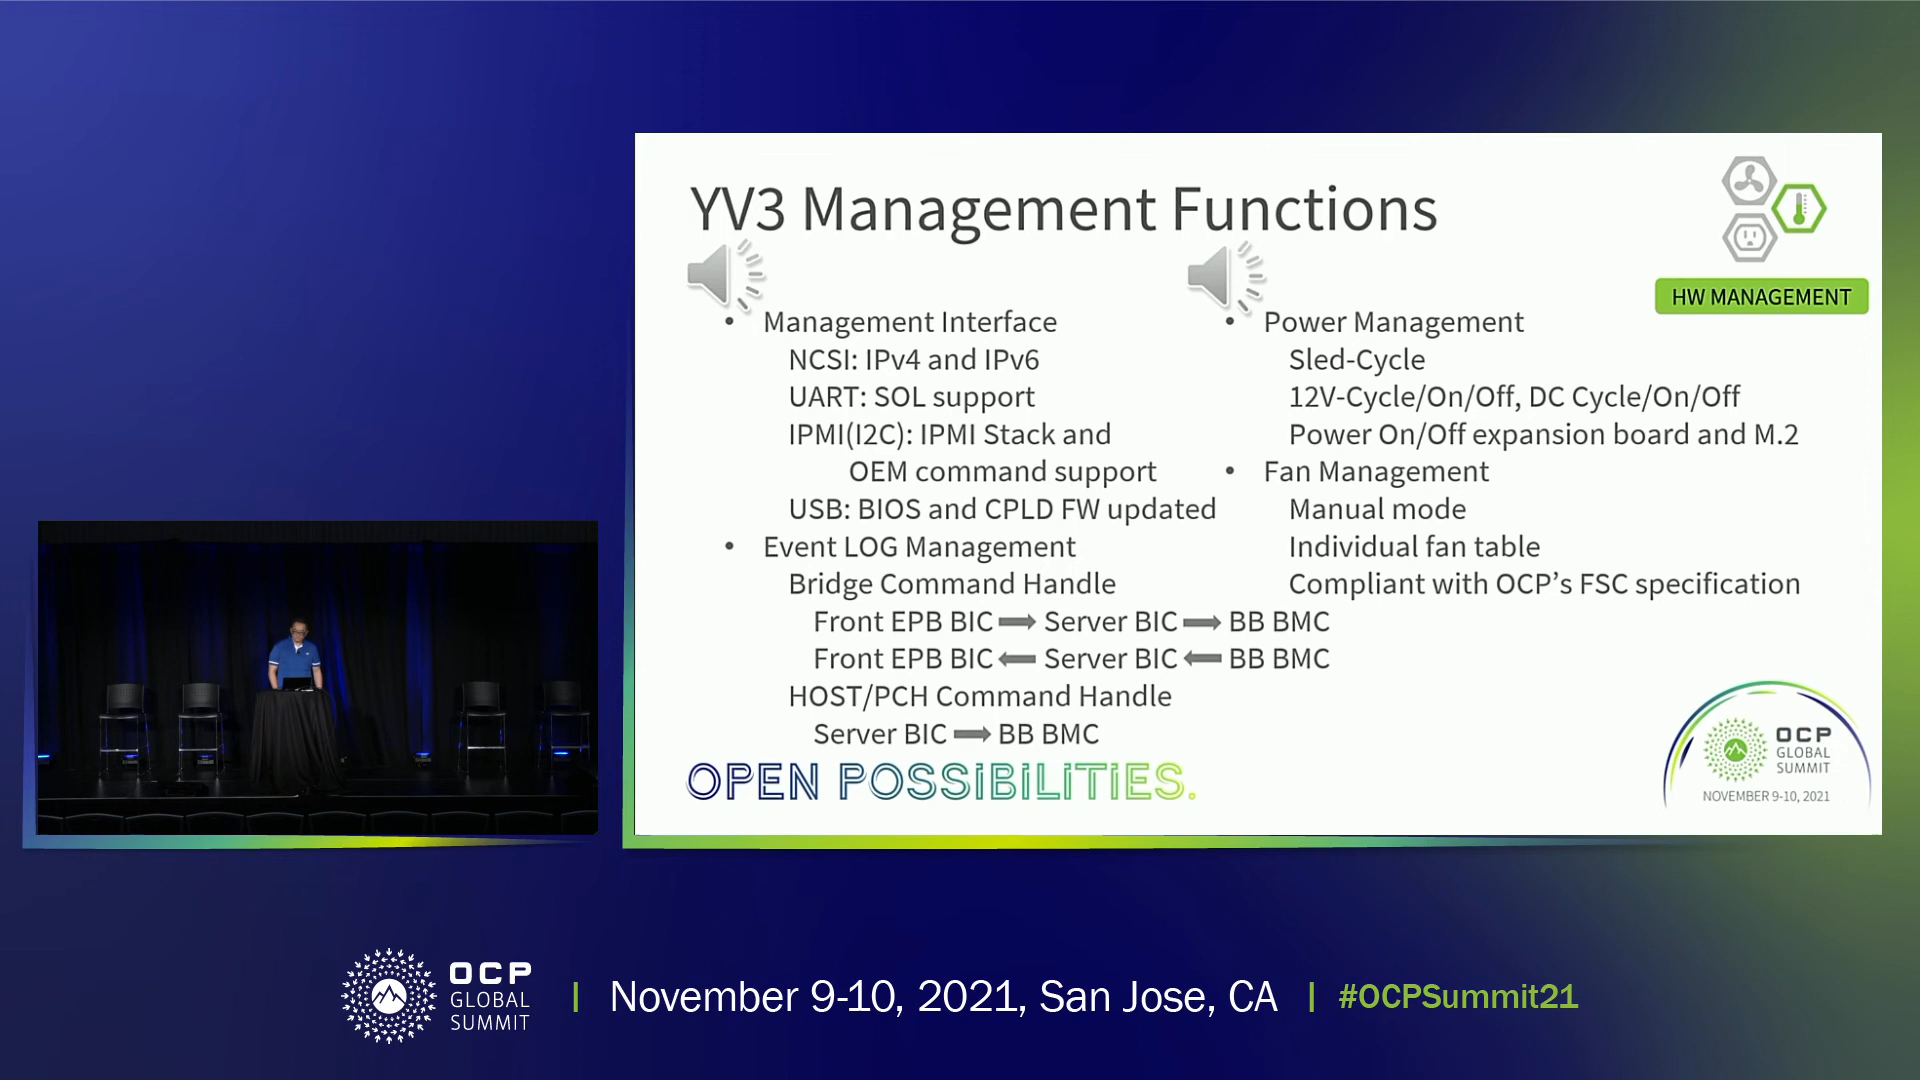 YV3 Management Functions
HW MANAGEMENT
• Management Interface
NCSI: IPv4 and IPv6
UART: SOL support
IPMI(I2C): IPMI Stack and
OEM command support
USB: BIOS and CPLD FW updated
• Event LOG Management
Bridge Command Handle
Front EPB BIC ➡ Server BIC ➡ BB BMC
Front EPB BIC ⬅ Server BIC ⬅ BB BMC
HOST/PCH Command Handle
Server BIC ➡ BB BMC
• Power Management
Sled-Cycle
12V-Cycle/On/Off, DC Cycle/On/Off
Power On/Off expansion board and M.2
• Fan Management
Manual mode
Individual fan table
Compliant with OCP’s FSC specification
OPEN POSSIBILITIES.
OCP
GLOBAL
SUMMIT
NOVEMBER 9-10, 2021
OCP
GLOBAL
SUMMIT
| November 9-10, 2021, San Jose, CA | #OCPSummit21